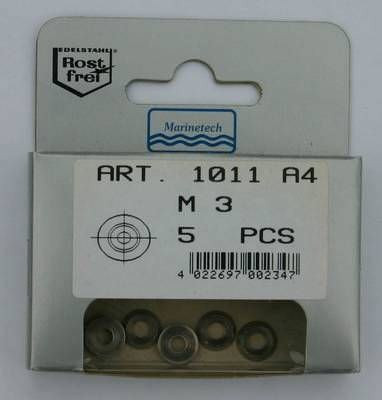 EDELSTAHL
Rost
frei
Marinetech
ART. 1011 A4
M 3
5 PCS
4 022697 002347